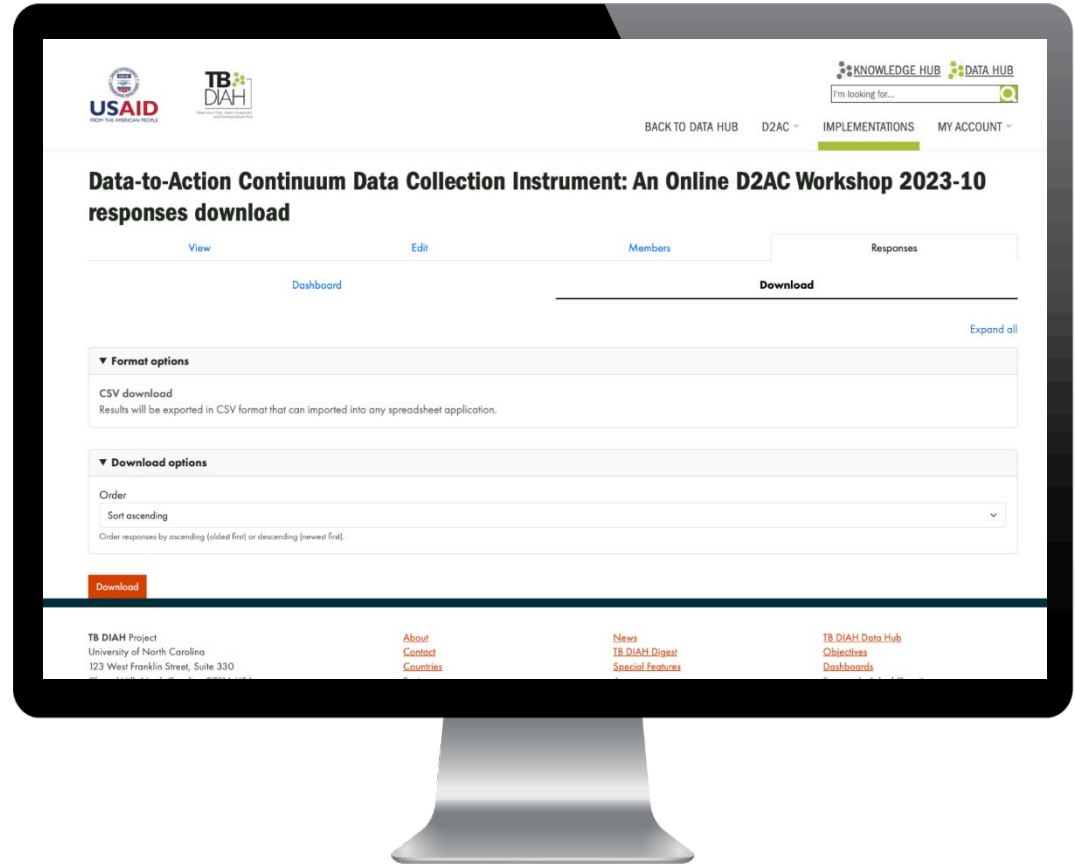 USAID
FROM THE AMERICAN PEOPLE
TB
DIAH
KNOWLEDGE HUB DATA HUB
I'm looking for...
BACK TO DATA HUB D2AC IMPLEMENTATIONS MY ACCOUNT
Data-to-Action Continuum Data Collection Instrument: An Online D2AC Workshop 2023-10
responses download
View Edit Members Responses
Dashboard Download
Expand all
▼ Format options
CSV download
Results will be exported in CSV format that can imported into any spreadsheet application.
▼ Download options
Order
Sort ascending
Order responses by ascending (oldest first) or descending (newest first).
Download
TB DIAH Project About News TB DIAH Data Hub
University of North Carolina Contact TB DIAH Digest Objectives
123 West Franklin Street, Suite 330 Countries Special Features Dashboards